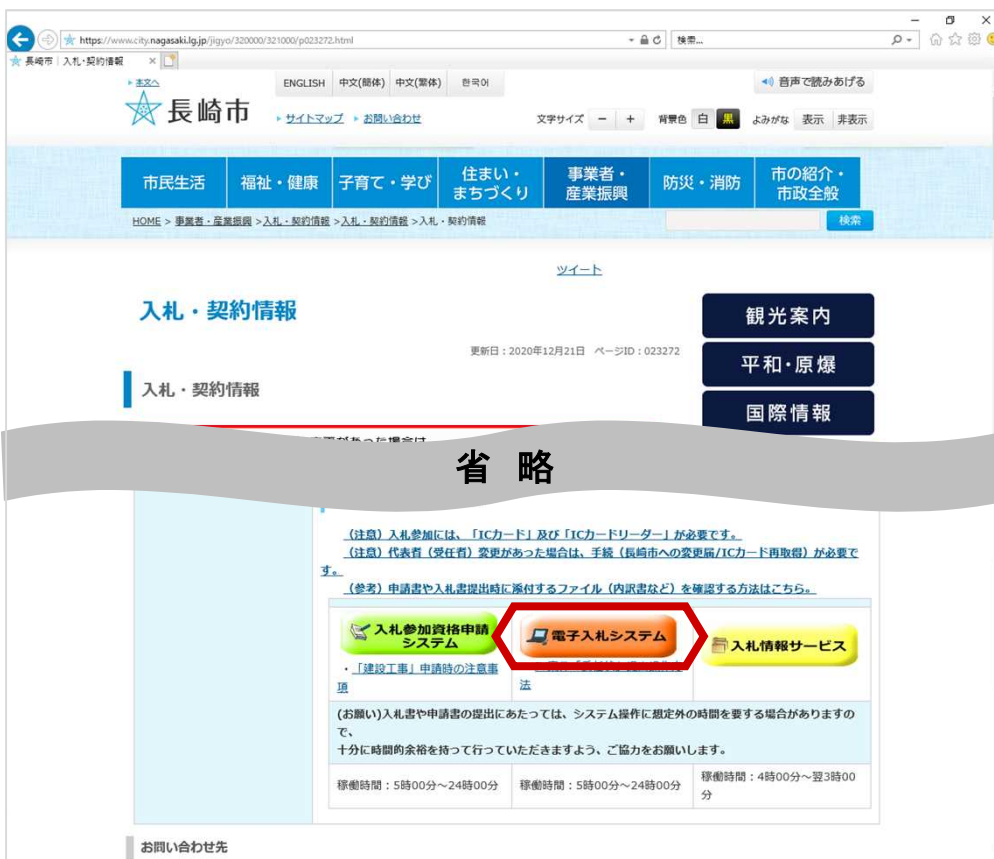 https://www.city.nagasaki.lg.jp/jigyo/320000/321000/p023272.html
検索...
長崎市 | 入札・契約情報
本文へ
ENGLISH 中文(簡体) 中文(繁体) 한국어
音声で読みあげる
長崎市
サイトマップ お問い合わせ
文字サイズ － ＋ 背景色 白 黒 よみがな 表示 非表示
市民生活
福祉・健康
子育て・学び
住まい・
まちづくり
事業者・
産業振興
防災・消防
市の紹介・
市政全般
HOME > 事業者・産業振興 >入札・契約情報 >入札・契約情報 >入札・契約情報
検索
ツイート
入札・契約情報
観光案内
更新日：2020年12月21日 ページID：023272
平和・原爆
入札・契約情報
国際情報
があった場合は
省 略
（注意）入札参加には、「ICカード」及び「ICカードリーダー」が必要です。
（注意）代表者（受任者）変更があった場合は、手続（長崎市への変更届/ICカード再取得）が必要で
す。
（参考）申請書や入札書提出時に添付するファイル（内訳書など）を確認する方法はこちら。
入札参加資格申請
システム
電子入札システム
入札情報サービス
・「建設工事」申請時の注意事
項
法
(お願い)入札書や申請書の提出にあたっては、システム操作に想定外の時間を要する場合がありますの
で、
十分に時間的余裕を持って行っていただきますよう、ご協力をお願いします。
稼働時間：5時00分～24時00分
稼働時間：5時00分～24時00分
稼働時間：4時00分～翌3時00
分
お問い合わせ先